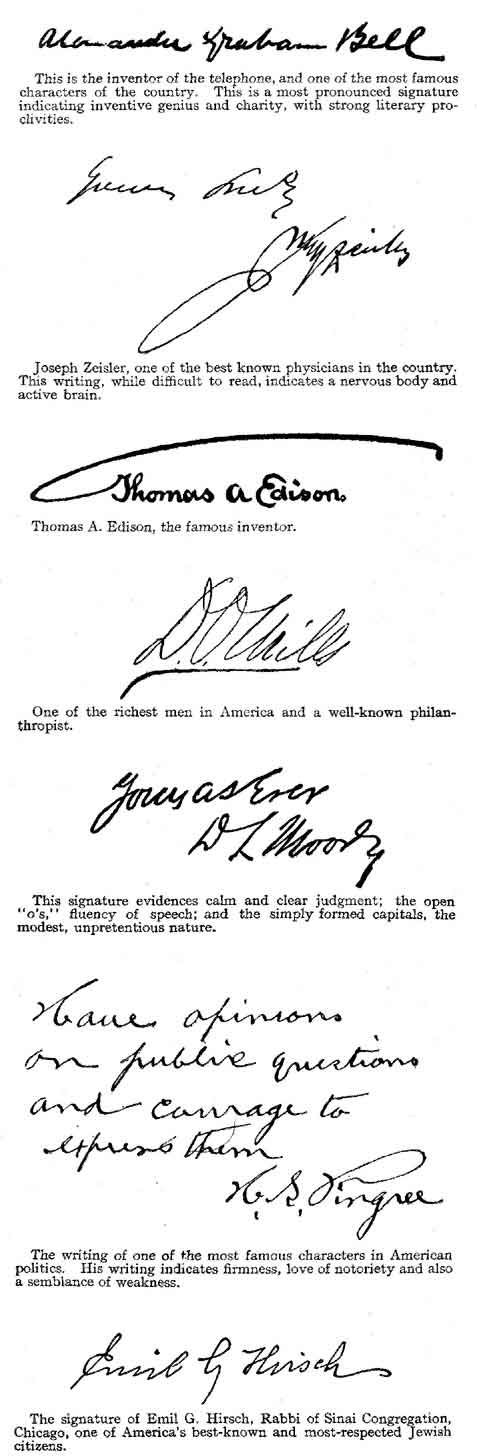 Alexander Graham Bell
This is the inventor of the telephone, and one of the most famous
characters of the country. This is a most pronounced signature
indicating inventive genius and charity, with strong literary pro-
clivities.
Yours Truly
Zeisler
Joseph Zeisler, one of the best known physicians in the country.
This writing, while difficult to read, indicates a nervous body and
active brain.
Thomas A Edison.
Thomas A. Edison, the famous inventor.
D. O. Mills
One of the richest men in America and a well-known philan-
thropist.
Yours as Ever
D L Moody
This signature evidences calm and clear judgment; the open
"o's," fluency of speech; and the simply formed capitals, the
modest, unpretentious nature.
Have opinions
on public questions
and courage to
express them
H. S. Pingree
The writing of one of the most famous characters in American
politics. His writing indicates firmness, love of notoriety and also
a semblance of weakness.
Emil G Hirsch
The signature of Emil G. Hirsch, Rabbi of Sinai Congregation,
Chicago, one of America's best-known and most-respected Jewish
citizens.